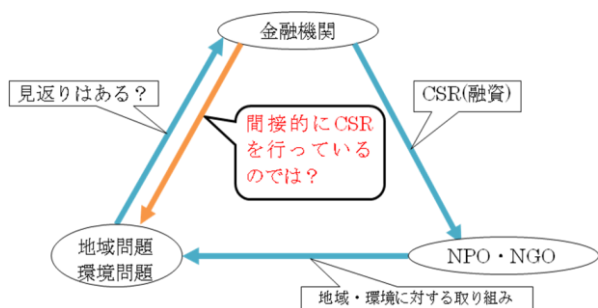 金融機関
見返りはある?
CSR(融資)
間接的にCSR
を行っている
のでは?
地域問題
環境問題
NPO・NGO
地域・環境に対する取り組み